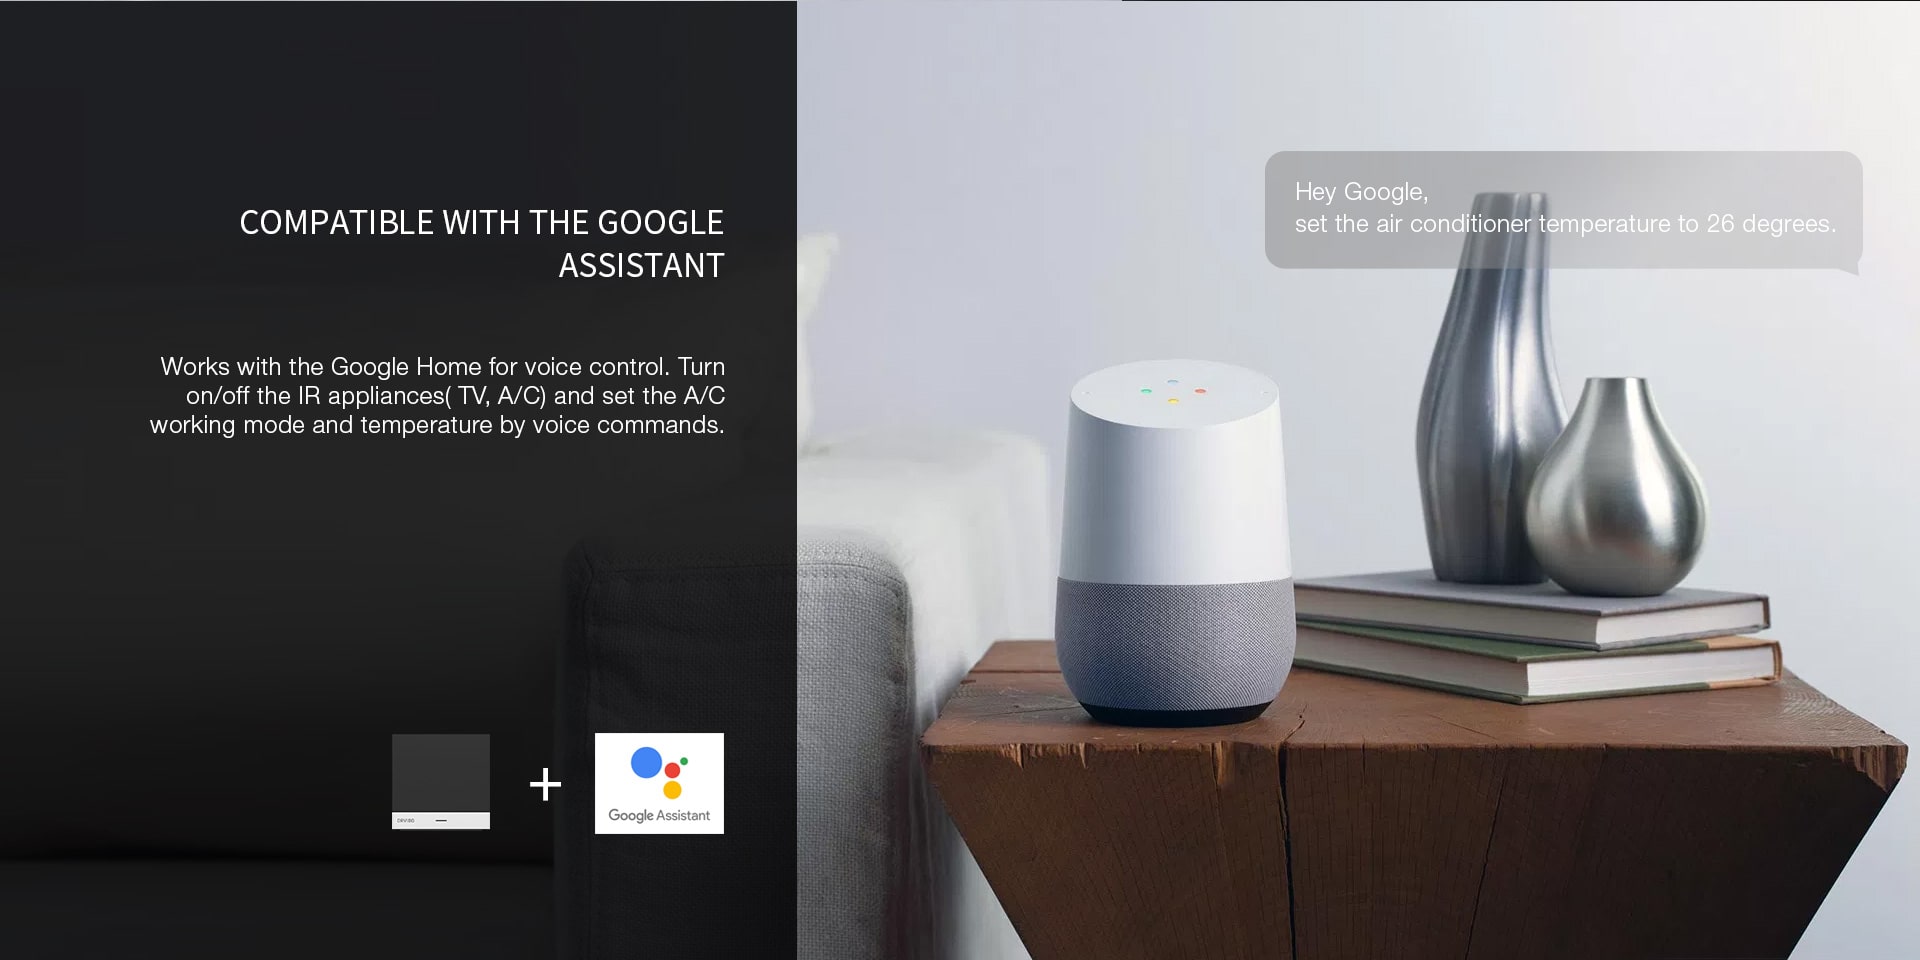 COMPATIBLE WITH THE GOOGLE
ASSISTANT
Works with the Google Home for voice control. Turn
on/off the IR appliances( TV, A/C) and set the A/C
working mode and temperature by voice commands.
ORVIBO
Google Assistant
Hey Google,
set the air conditioner temperature to 26 degrees.